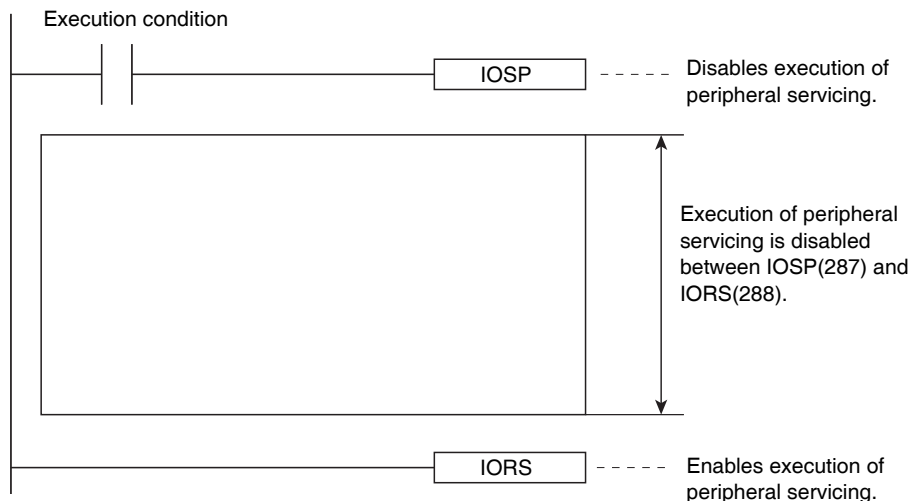 Execution condition
IOSP
Disables execution of
peripheral servicing.
Execution of peripheral
servicing is disabled
between IOSP(287) and
IORS(288).
IORS
Enables execution of
peripheral servicing.